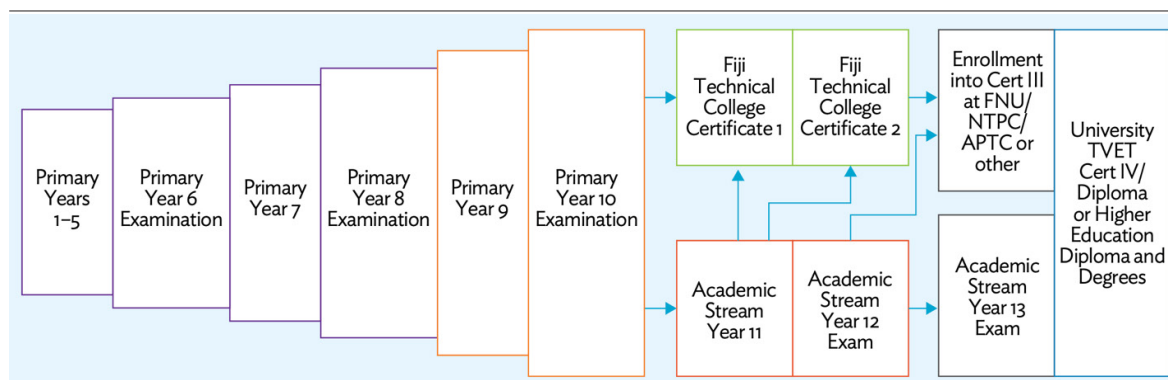 Primary
Years
1–5
Primary
Year 6
Examination
Primary
Year 7
Primary
Year 8
Examination
Primary
Year 9
Primary
Year 10
Examination
Fiji
Technical
College
Certificate 1
Fiji
Technical
College
Certificate 2
Academic
Stream
Year 11
Academic
Stream
Year 12
Exam
Enrollment
into Cert III
at FNU/
NTPC/
APTC or
other
Academic
Stream
Year 13
Exam
University
TVET
Cert IV/
Diploma
or Higher
Education
Diploma and
Degrees